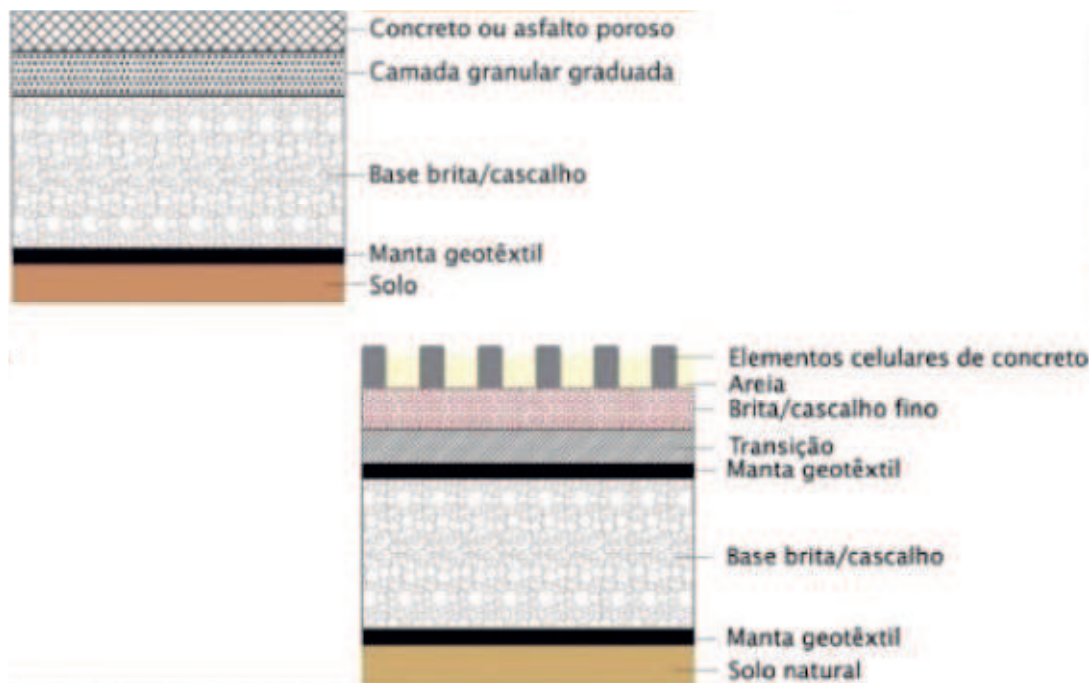 Concreto ou asfalto poroso
Camada granular graduada
Base brita/cascalho
Manta geotêxtil
Solo
Elementos celulares de concreto
Areia
Brita/cascalho fino
Transição
Manta geotêxtil
Base brita/cascalho
Manta geotêxtil
Solo natural